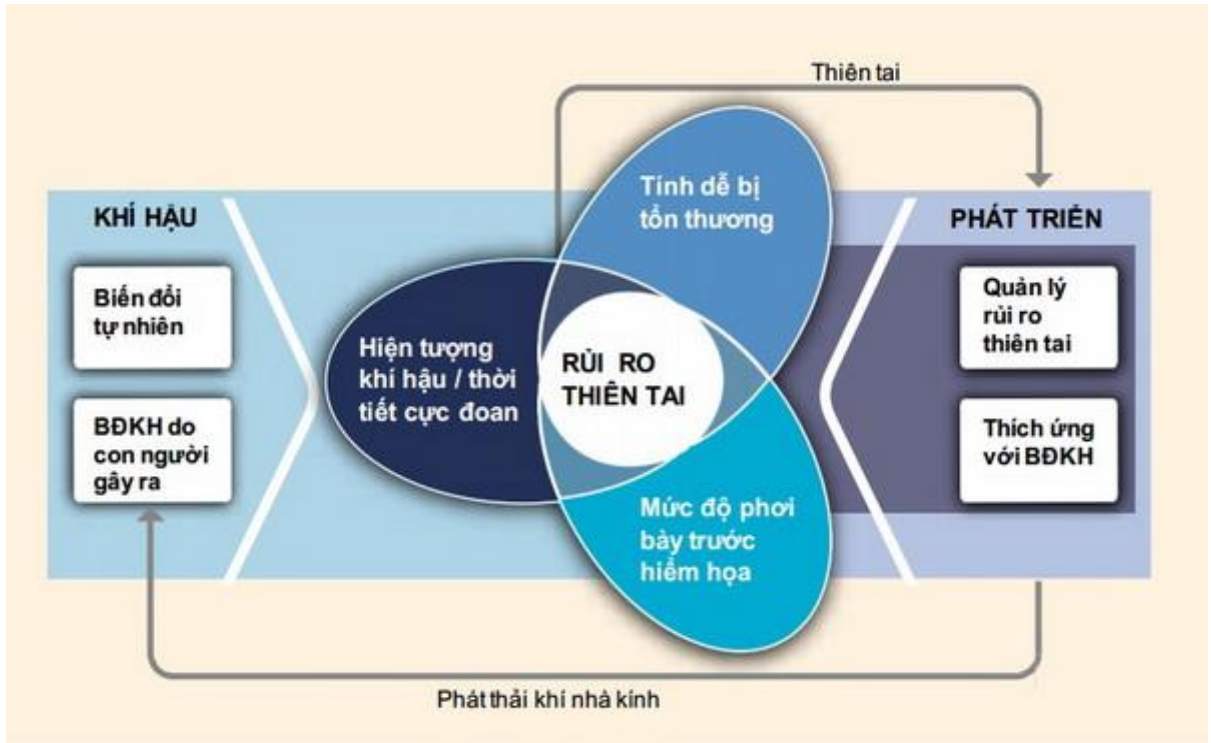 Thiên tai
KHÍ HẬU
Biến đổi
tự nhiên
BĐKH do
con người
gây ra
Hiện tượng
khí hậu / thời
tiết cực đoan
Tính dễ bị
tổn thương
RỦI RO
THIÊN TAI
Mức độ phơi
bày trước
hiểm họa
PHÁT TRIỂN
Quản lý
rủi ro
thiên tai
Thích ứng
với BĐKH
Phát thải khí nhà kính